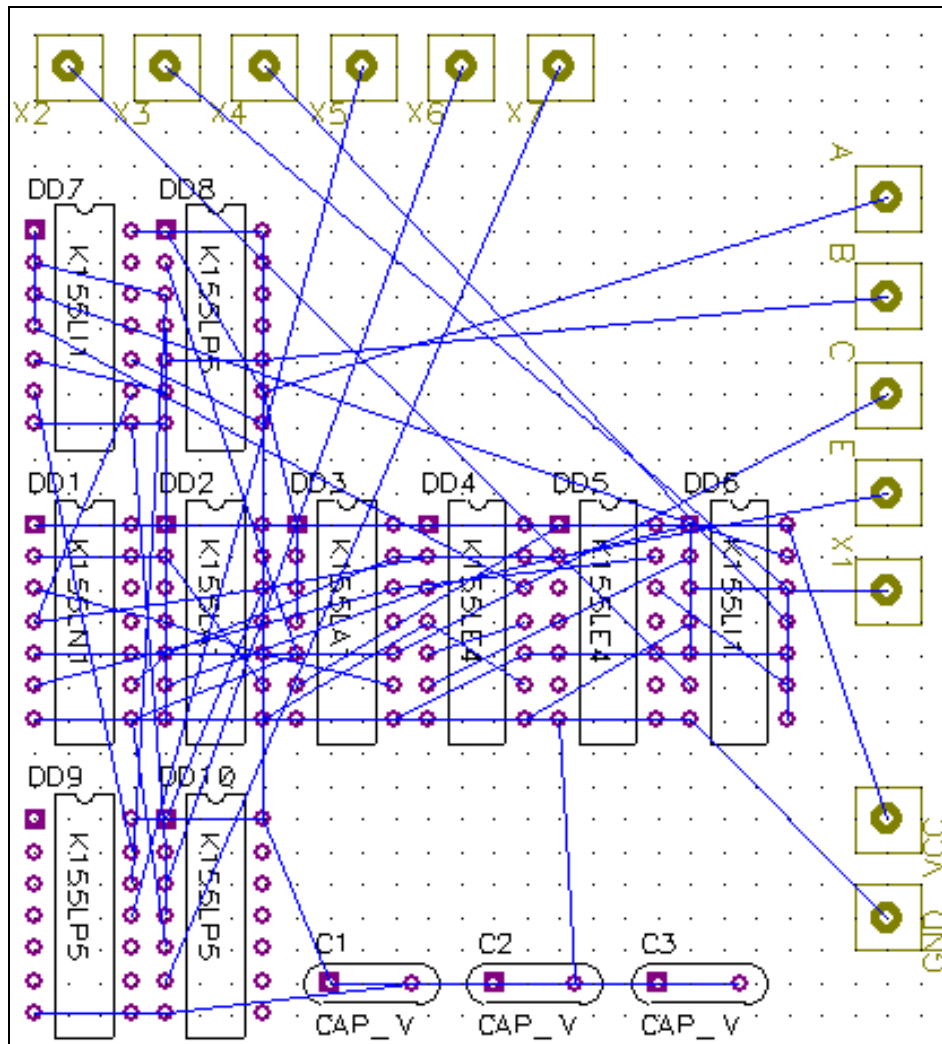 X2 X3 X4 X5 X6 X7
A
B
C
E
X1
DD7 DD8
K155LI1 K155LP5
DD1 DD2 DD3 DD4 DD5 DD6
K155LN1 K155LE4 K155LE4 K155LI1
DD9 DD10
K155LP5 K155LP5
VCC
GND
C1 C2 C3
CAP_V CAP_V CAP_V